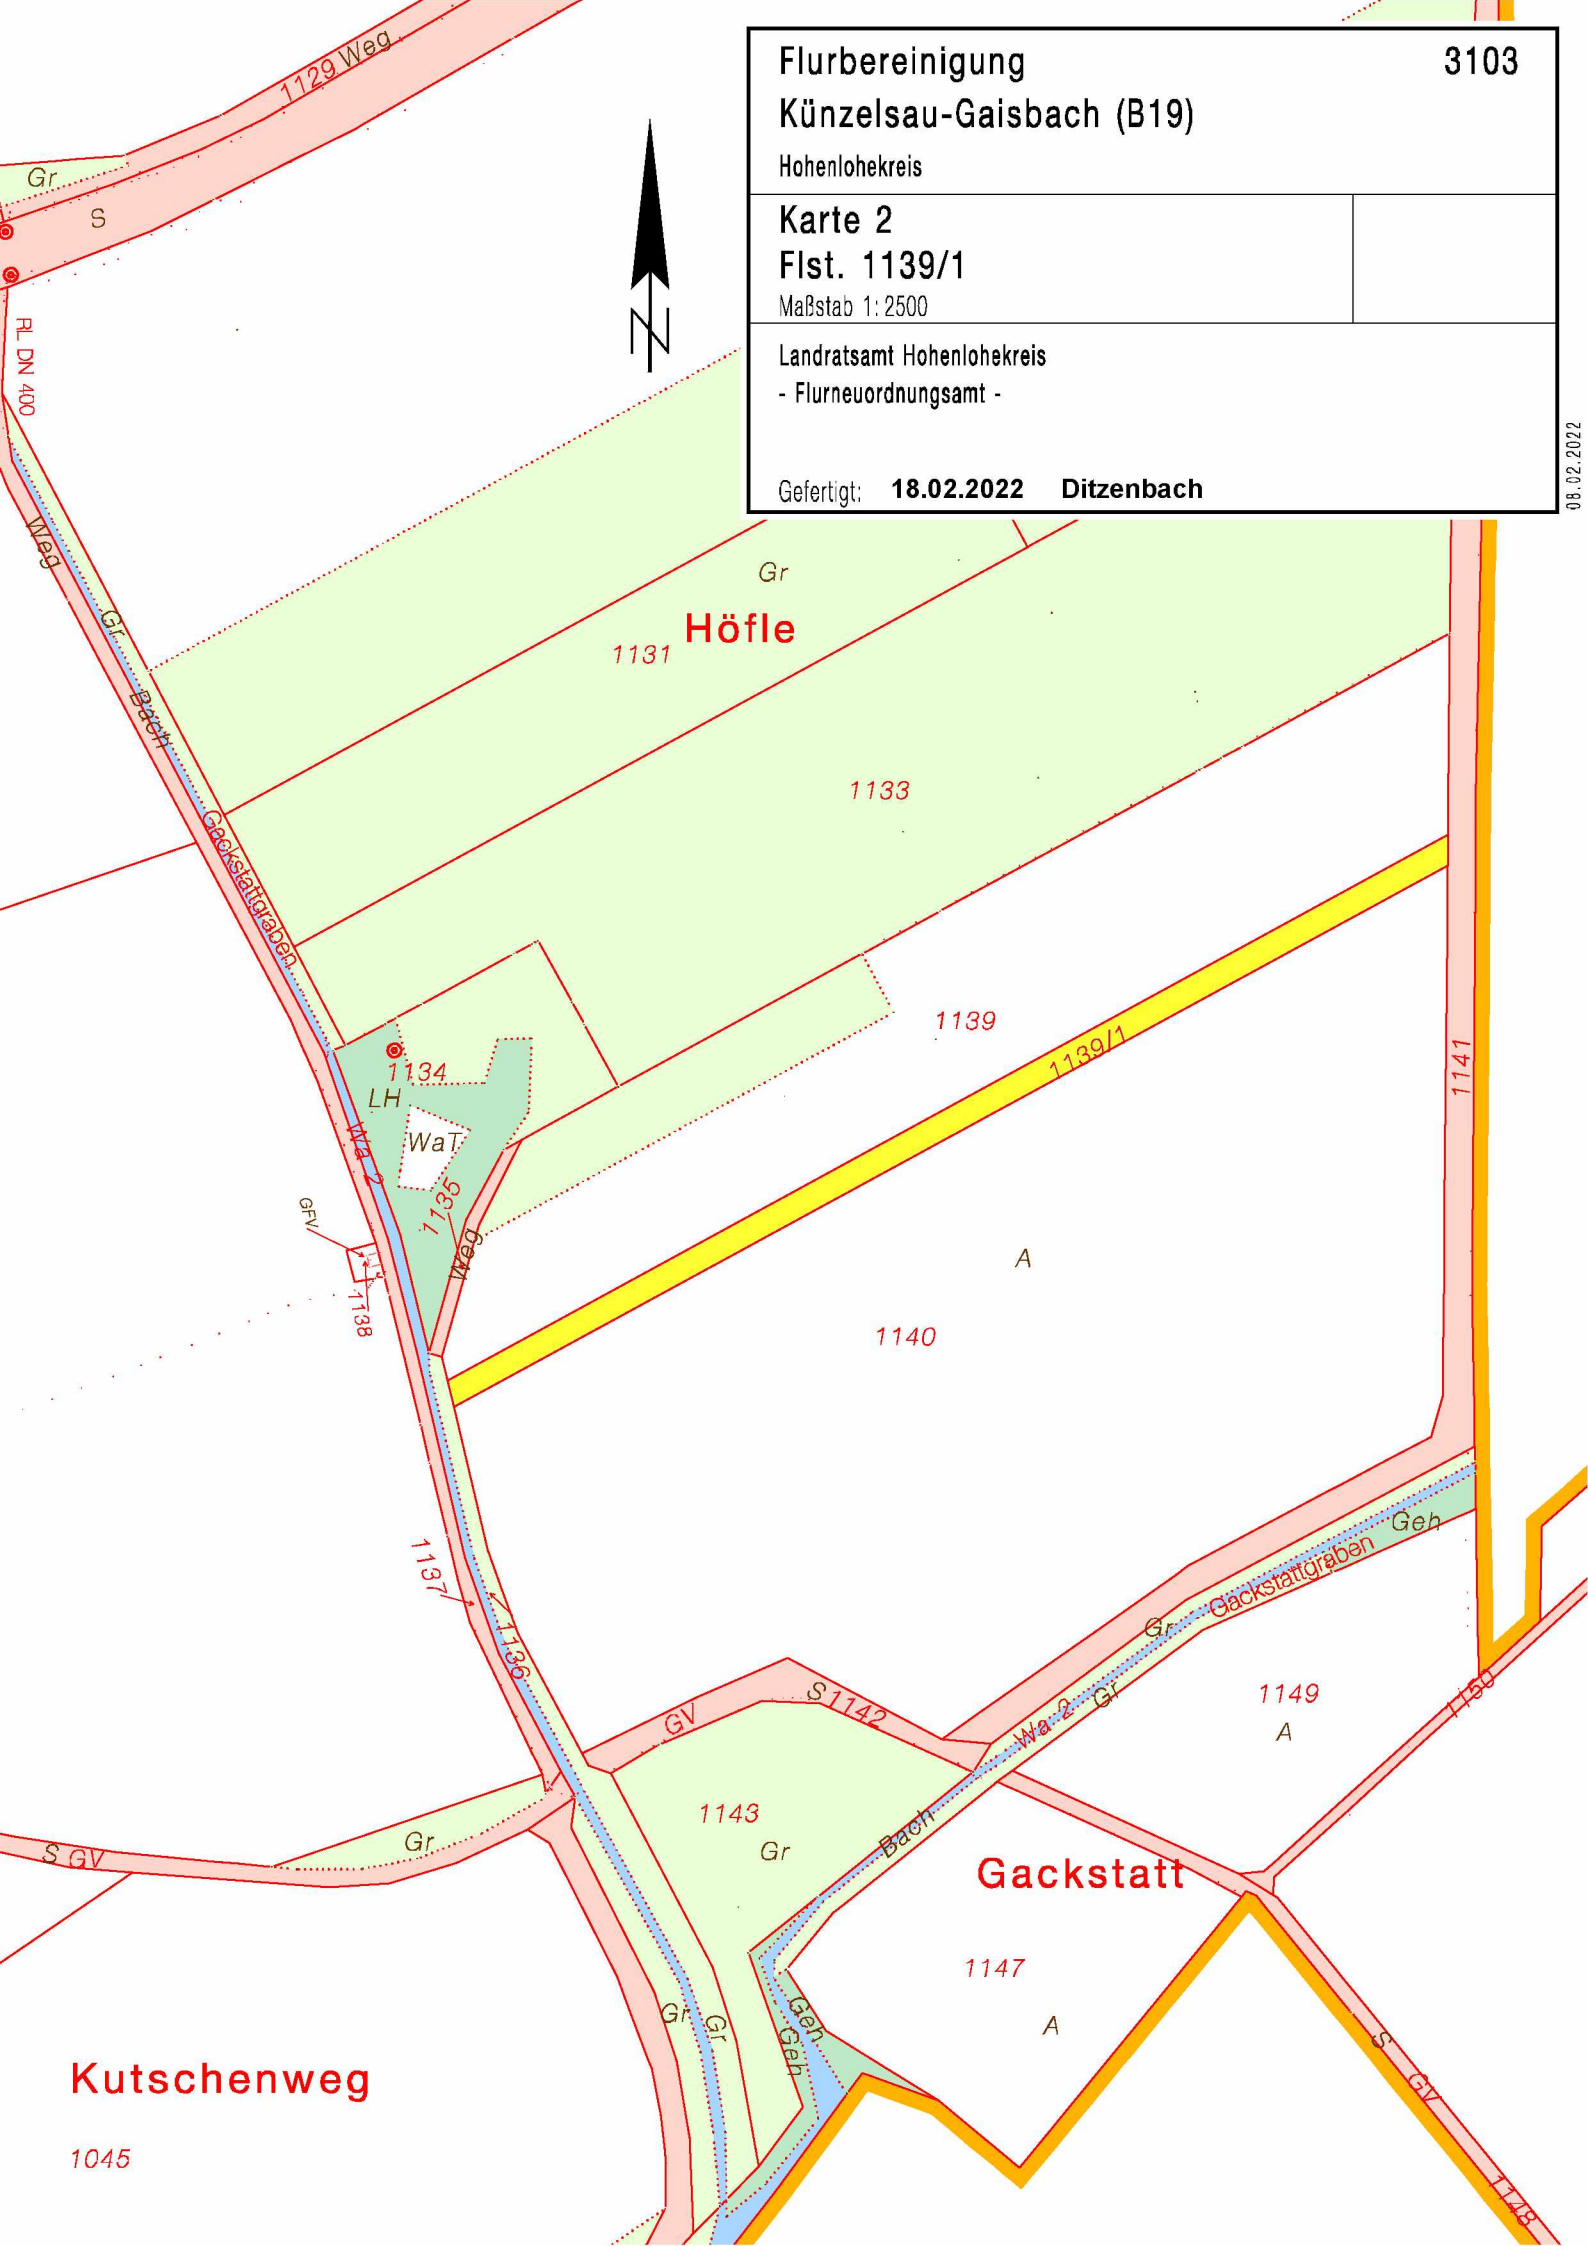 Flurbereinigung 3103
Künzelsau-Gaisbach (B19)
Hohenlohekreis
Karte 2
Flst. 1139/1
Maßstab 1:2500
Landratsamt Hohenlohekreis
- Flurneuordnungsamt -
Gefertigt: 18.02.2022 Ditzenbach
08.02.2022
1129 Weg
Gr
S
N
RL DN 400
Weg
Gr
Bach
Gackstattgraben
Gr
Höfle
1131
1133
1139
1139/1
1141
1134
LH
WaT
Wa 2
1135
Weg
GFV
1138
A
1140
1137
1136
Geh
Gackstattgraben
Gr
Gr
Wa 2
1149
A
1150
S 1142
GV
1143
Gr
Bach
Gackstatt
Gr
S GV
1147
A
Gr
Gr
Geh
Geh
S
GV
1148
Kutschenweg
1045